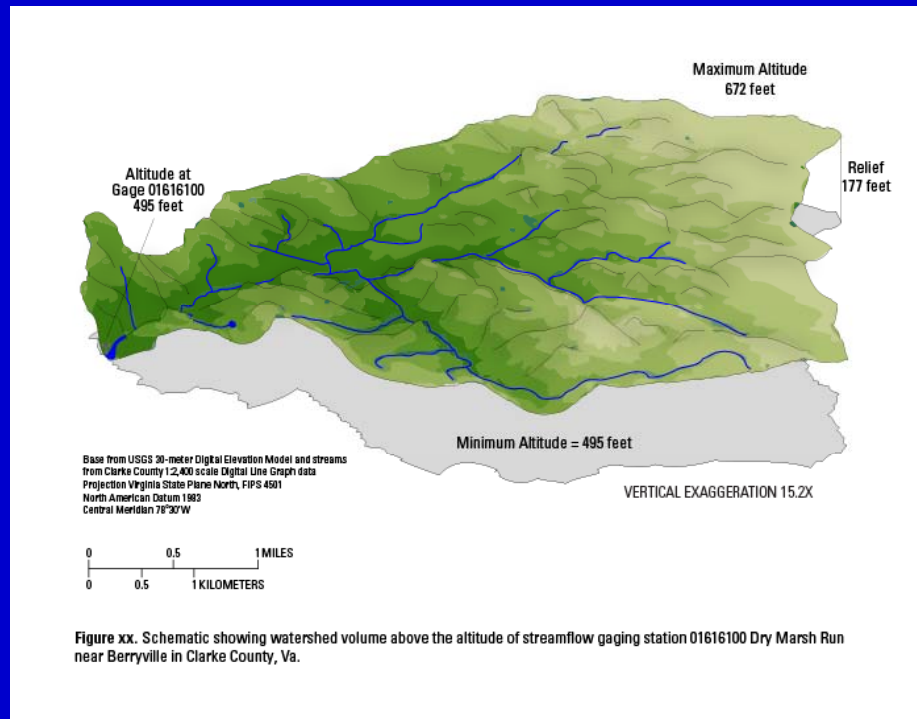 Maximum Altitude
672 feet
Altitude at
Gage 01616100
495 feet
Relief
177 feet
Minimum Altitude = 495 feet
Base from USGS 30-meter Digital Elevation Model and streams
from Clarke County 1:2,400 scale Digital Line Graph data
Projection Virginia State Plane North, FIPS 4501
North American Datum 1983
Central Meridian 78°30'W
VERTICAL EXAGGERATION 15.2X
0 0.5 1 MILES
0 0.5 1 KILOMETERS
Figure xx. Schematic showing watershed volume above the altitude of streamflow gaging station 01616100 Dry Marsh Run
near Berryville in Clarke County, Va.